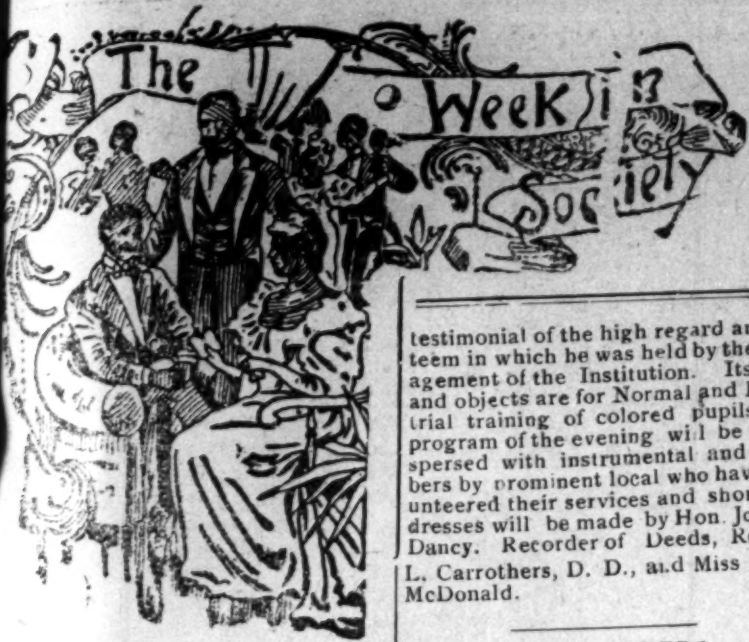 The Week in
Society
testimonial of the high regard an
teem in which he was held by the
agement of the Institution. Its
and objects are for Normal and
trial training of colored pupils
program of the evening will be
spersed with instrumental and
bers by prominent local who hav
unteered their services and shor
dresses will be made by Hon. Jo
Dancy. Recorder of Deeds, Re
L. Carrothers, D. D., and Miss
McDonald.